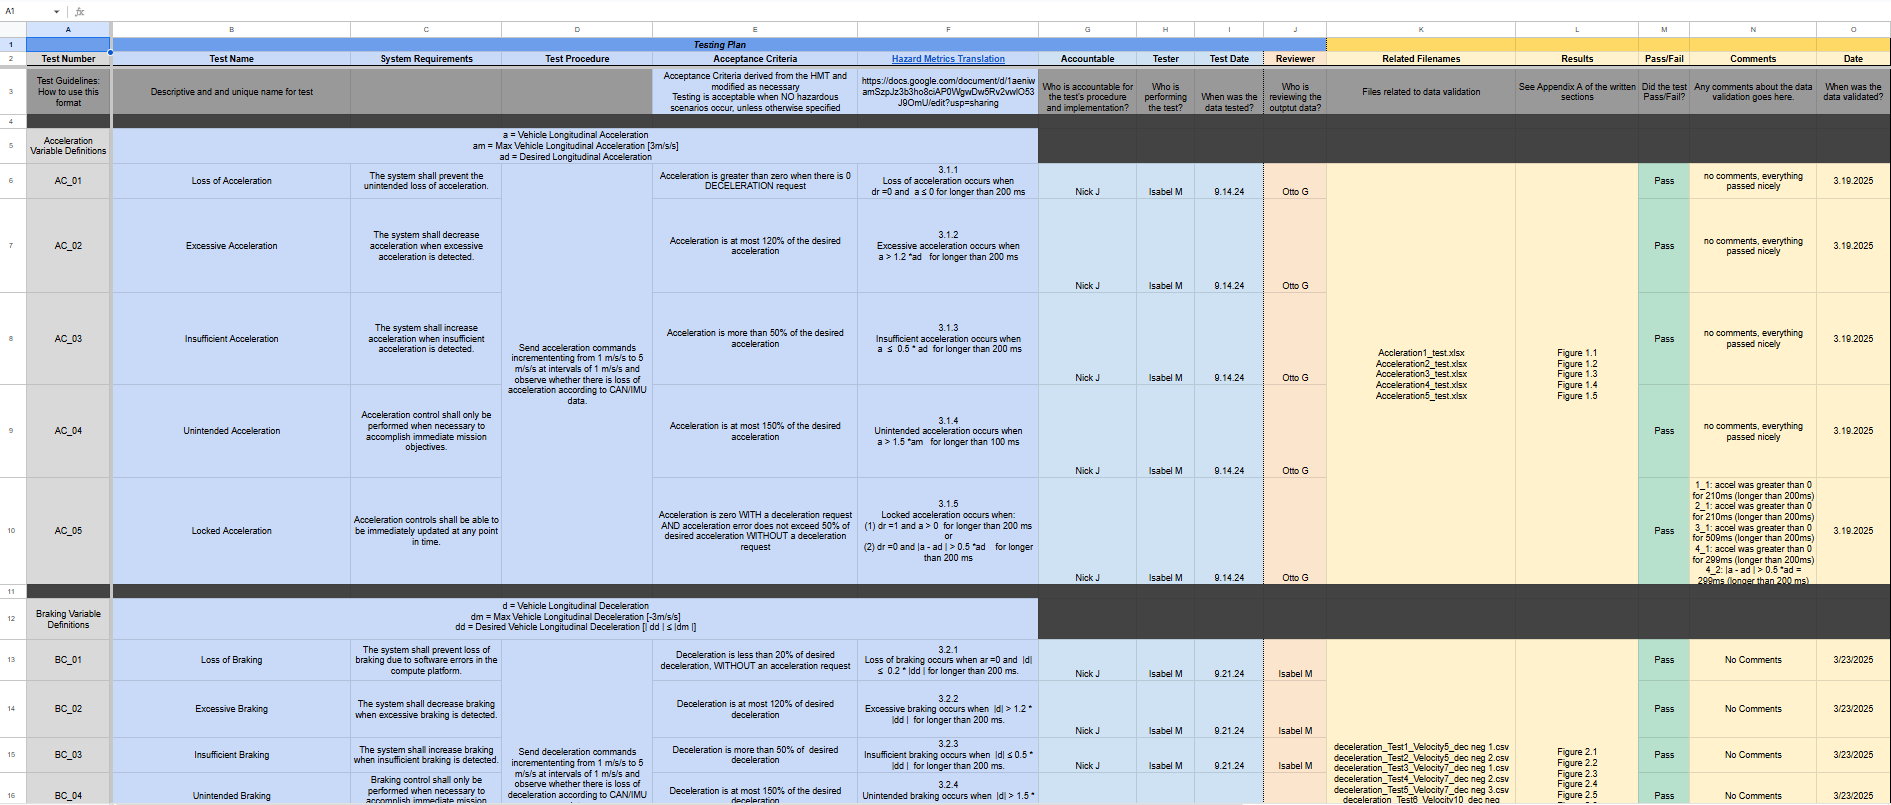 A1
fx
A B C D E F G H I J K L M N O
1 Testing Plan
2 Test Number Test Name System Requirements Test Procedure Acceptance Criteria Hazard Metrics Translation Accountable Tester Test Date Reviewer Related Filenames Results Pass/Fail Comments Date
3
Test Guidelines:
How to use this
format
Descriptive and and unique name for test
Acceptance Criteria derived from the HMT and
modified as necessary
Testing is acceptable when NO hazardous
scenarios occur, unless otherwise specified
https://docs.google.com/document/d/1aeniw
amSzpJz3b3ho8ciAP0WgwDw5Rv2vwlO53
J9OmU/edit?usp=sharing
Who is accountable for
the test's procedure
and implementation?
Who is
performing
the test?
When was the
data tested?
Who is
reviewing the
outptut data?
Files related to data validation
See Appendix A of the written
sections
Did the test
Pass/Fail?
Any comments about the data
validation goes here.
When was the
data validated?
4
5
Acceleration
Variable Definitions
a = Vehicle Longitudinal Acceleration
am = Max Vehicle Longitudinal Acceleration [3m/s/s]
ad = Desired Longitudinal Acceleration
6
AC_01
Loss of Acceleration
The system shall prevent the
unintended loss of acceleration.
Acceleration is greater than zero when there is 0
DECELERATION request
3.1.1
Loss of acceleration occurs when
dr =0 and a ≤ 0 for longer than 200 ms
Nick J
Isabel M
9.14.24
Otto G
Pass
no comments, everything
passed nicely
3.19.2025
7
AC_02
Excessive Acceleration
The system shall decrease
acceleration when excessive
acceleration is detected.
Acceleration is at most 120% of the desired
acceleration
3.1.2
Excessive acceleration occurs when
a > 1.2 *ad for longer than 200 ms
Nick J
Isabel M
9.14.24
Otto G
Pass
no comments, everything
passed nicely
3.19.2025
8
AC_03
Insufficient Acceleration
The system shall increase
acceleration when insufficient
acceleration is detected.
Send acceleration commands
incremtenting from 1 m/s/s to 5
m/s/s at intervals of 1 m/s/s and
observe whether there is loss of
acceleration according to CAN/IMU
data.
Acceleration is more than 50% of the desired
acceleration
3.1.3
Insufficient acceleration occurs when
a ≤ 0.5 * ad for longer than 200 ms
Nick J
Isabel M
9.14.24
Otto G
Accleration1_test.xlsx
Acceleration2_test.xlsx
Acceleration3_test.xlsx
Acceleration4_test.xlsx
Acceleration5_test.xlsx
Figure 1.1
Figure 1.2
Figure 1.3
Figure 1.4
Figure 1.5
Pass
no comments, everything
passed nicely
3.19.2025
9
AC_04
Unintended Acceleration
Acceleration control shall only be
performed when necessary to
accomplish immediate mission
objectives.
Acceleration is at most 150% of the desired
acceleration
3.1.4
Unintended acceleration occurs when
a > 1.5 *am for longer than 100 ms
Nick J
Isabel M
9.14.24
Otto G
Pass
no comments, everything
passed nicely
3.19.2025
10
AC_05
Locked Acceleration
Acceleration controls shall be able to
be immediately updated at any point
in time.
Acceleration is zero WITH a deceleration request
AND acceleration error does not exceed 50% of
desired acceleration WITHOUT a deceleration
request
3.1.5
Locked acceleration occurs when:
(1) dr =1 and a > 0 for longer than 200 ms
or
(2) dr =0 and |a - ad | > 0.5 *ad for longer
than 200 ms
Nick J
Isabel M
9.14.24
Otto G
Pass
1_1: accel was greater than 0
for 210ms (longer than 200ms)
2_1: accel was greater than 0
for 210ms (longer than 200ms)
3_1: accel was greater than 0
for 509ms (longer than 200ms)
4_1: accel was greater than 0
for 299ms (longer than 200ms)
4_2: |a - ad | > 0.5 *ad =
299ms (longer than 200 ms)
3.19.2025
11
12
Braking Variable
Definitions
d = Vehicle Longitudinal Deceleration
dm = Max Vehicle Longitudinal Deceleration [-3m/s/s]
dd = Desired Vehicle Longitudinal Deceleration [| dd | ≤ |dm |]
13
BC_01
Loss of Braking
The system shall prevent loss of
braking due to software errors in the
compute platform.
Deceleration is less than 20% of desired
deceleration, WITHOUT an acceleration request
3.2.1
Loss of braking occurs when ar =0 and |d|
≤ 0.2 * |dd | for longer than 200 ms.
Nick J
Isabel M
9.21.24
Isabel M
Pass
No Comments
3/23/2025
14
BC_02
Excessive Braking
The system shall decrease braking
when excessive braking is detected.
Deceleration is at most 120% of desired
deceleration
3.2.2
Excessive braking occurs when |d| > 1.2 *
|dd | for longer than 200 ms.
Nick J
Isabel M
9.21.24
Isabel M
Pass
No Comments
3/23/2025
15
BC_03
Insufficient Braking
The system shall increase braking
when insufficient braking is detected.
Deceleration is more than 50% of desired
deceleration
3.2.3
Insufficient braking occurs when |d| ≤ 0.5 *
|dd | for longer than 200 ms.
Nick J
Isabel M
9.21.24
Isabel M
Pass
No Comments
3/23/2025
16
BC_04
Unintended Braking
Braking control shall only be
performed when necessary to
accomplish immediate mission
Send deceleration commands
incremtenting from 1 m/s/s to 5
m/s/s at intervals of 1 m/s/s and
observe whether there is loss of
deceleration according to CAN/IMU
Deceleration is at most 150% of the desired
deceleration
3.2.4
Unintended braking occurs when |d| > 1.5 *
deceleration_Test1_Velocity5_dec neg 1.csv
deceleration_Test2_Velocity5_dec neg 2.csv
deceleration_Test3_Velocity7_dec neg 1.csv
deceleration_Test4_Velocity7_dec neg 2.csv
deceleration_Test5_Velocity7_dec neg 3.csv
deceleration_Test6_Velocity10_dec neg
Figure 2.1
Figure 2.2
Figure 2.3
Figure 2.4
Figure 2.5
Pass
No Comments
3/23/2025